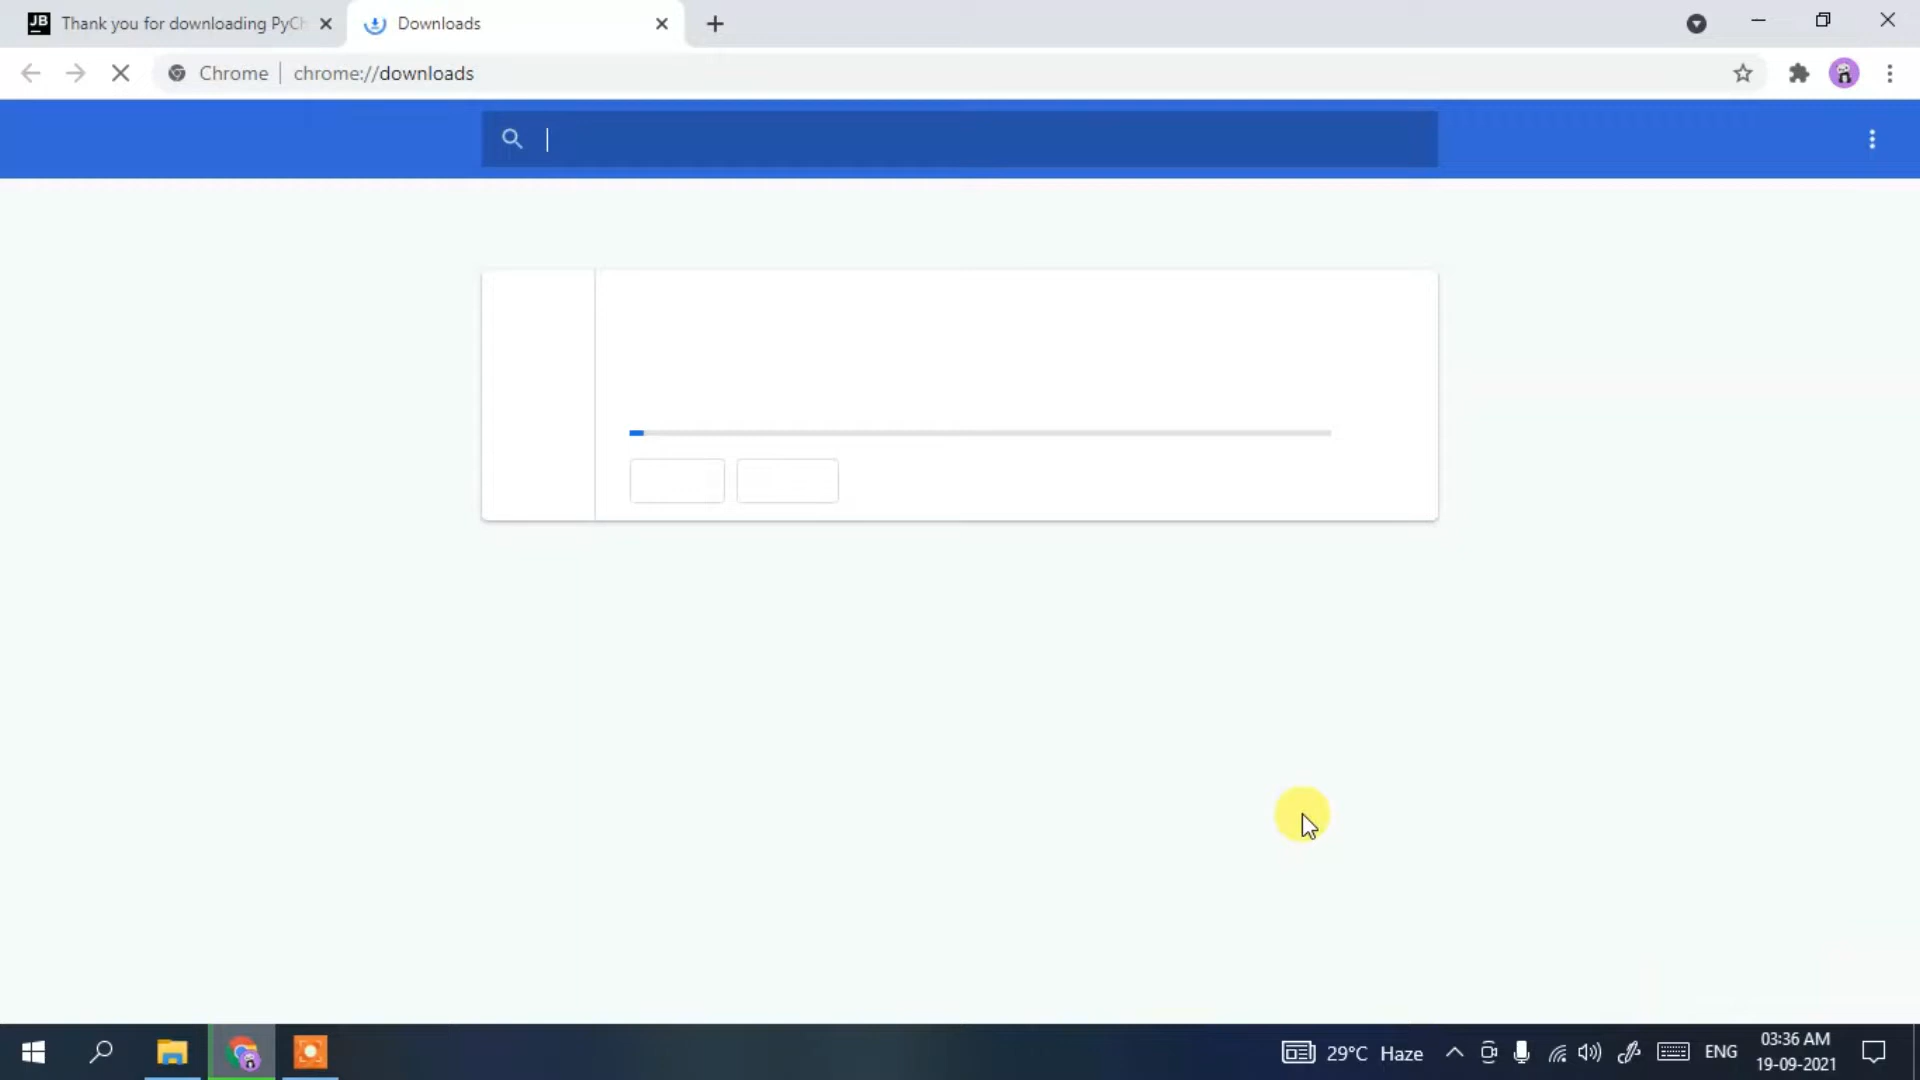 JB Thank you for downloading PyCh
Downloads
Chrome | chrome://downloads
29°C Haze
ENG
03:36 AM
19-09-2021